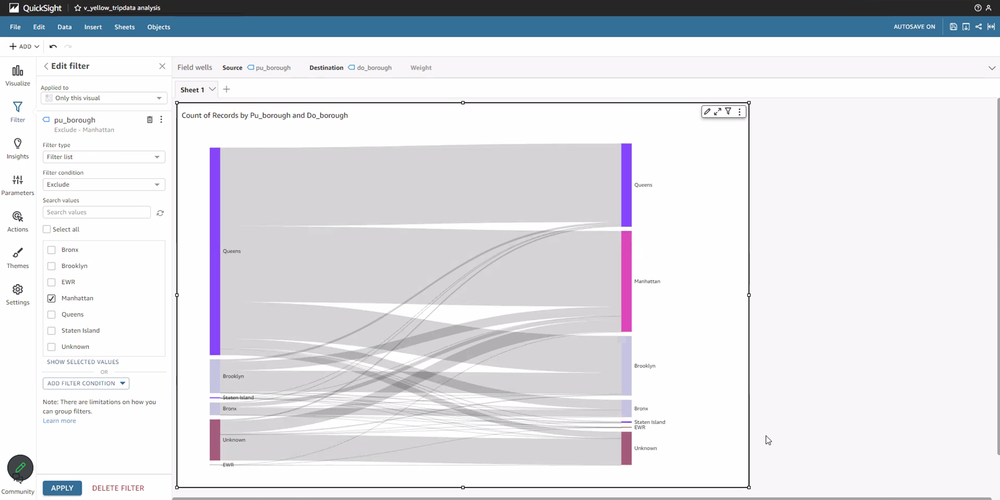 QuickSight v_yellow_tripdata analysis
File Edit Data Insert Sheets Objects AUTOSAVE ON
ADD
Visualize
Filter
Insights
Parameters
Actions
Themes
Settings
Community
Edit filter
Applied to
Only this visual
pu_borough
Exclude - Manhattan
Filter type
Filter list
Filter condition
Exclude
Search values
Search values
Select all
Bronx
Brooklyn
EWR
Manhattan
Queens
Staten Island
Unknown
SHOW SELECTED VALUES
OR
ADD FILTER CONDITION
Note: There are limitations on how you
can group filters.
Learn more
APPLY DELETE FILTER
Field wells Source pu_borough Destination do_borough Weight
Sheet 1
Count of Records by Pu_borough and Do_borough
Queens
Brooklyn
Staten Island
Bronx
Unknown
EWR
Queens
Manhattan
Brooklyn
Bronx
Staten Island
EWR
Unknown